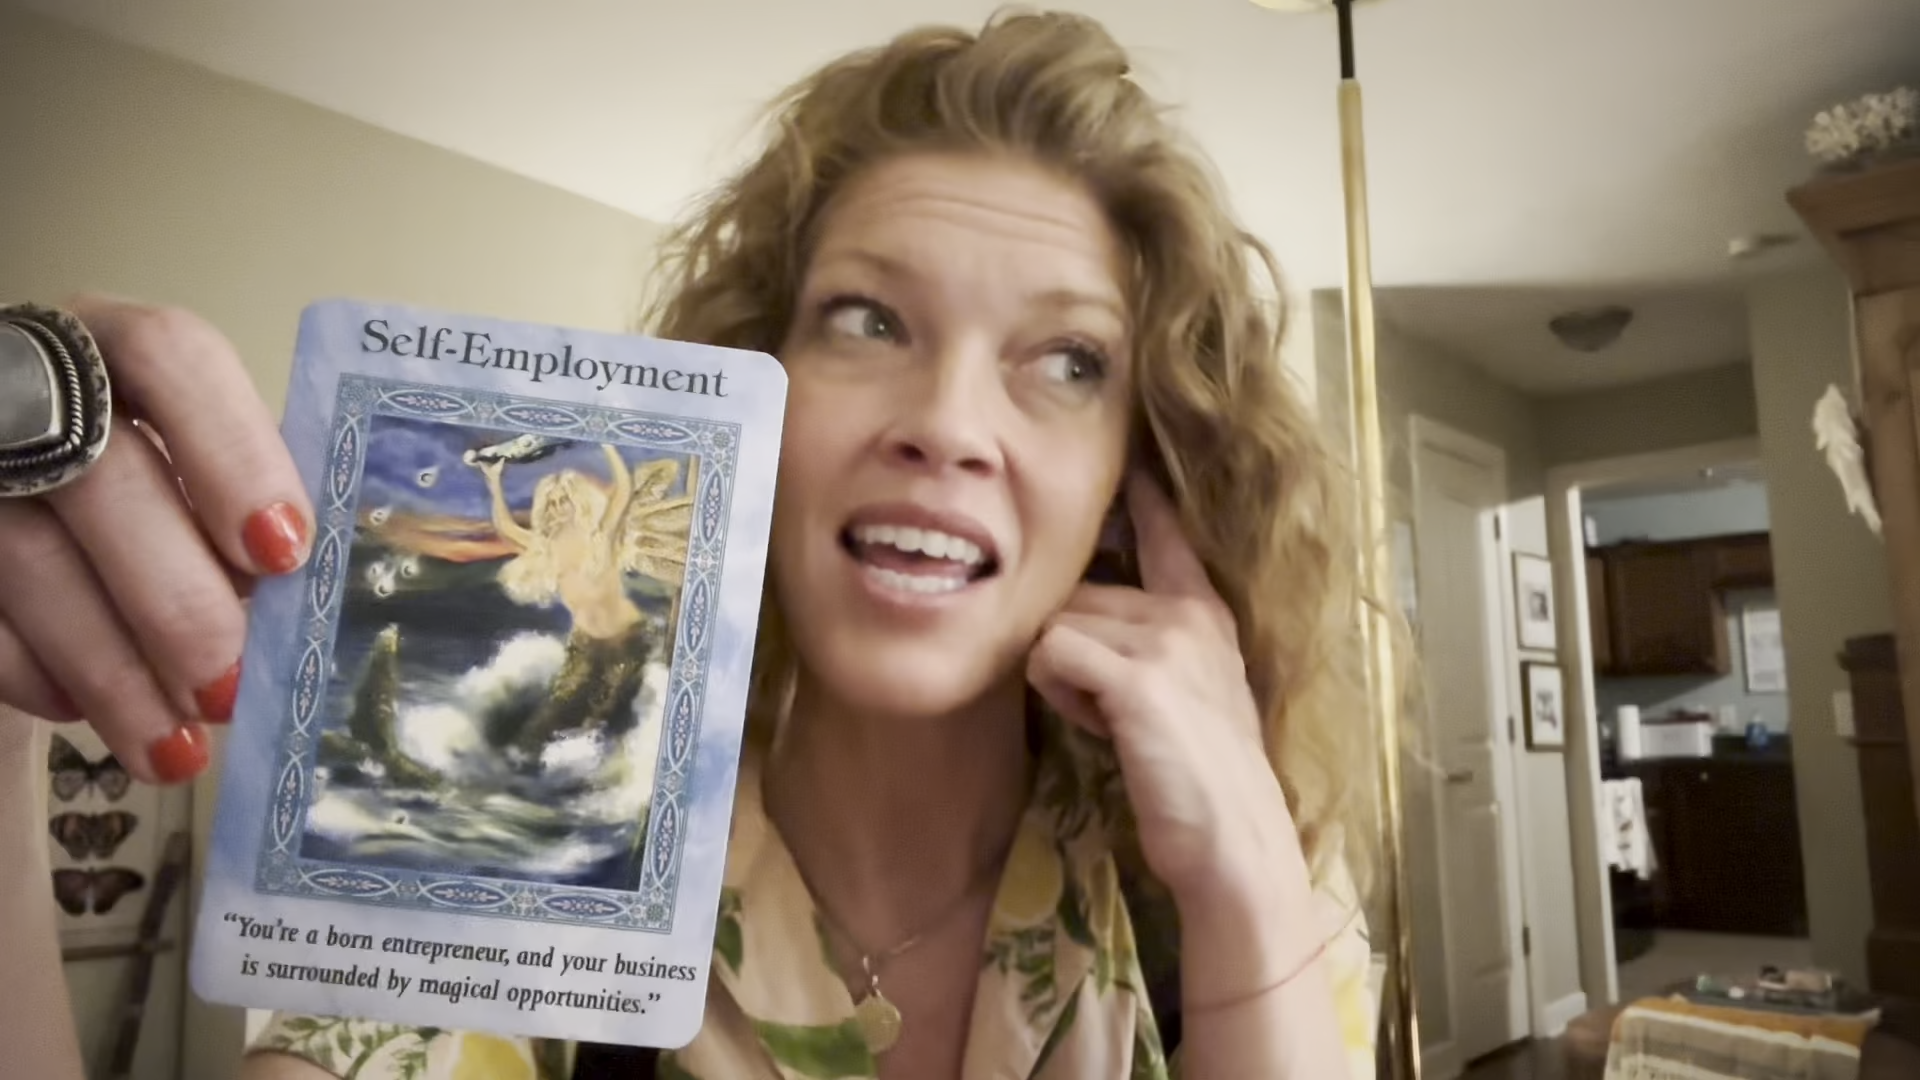 Self-Employment
“You’re a born entrepreneur, and your business
is surrounded by magical opportunities.”